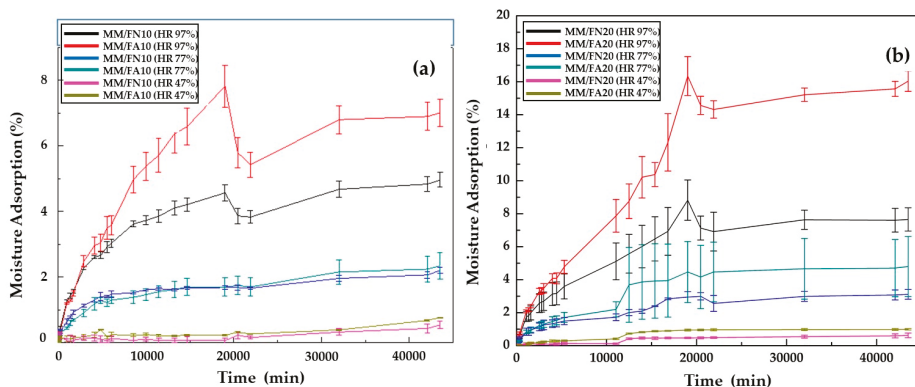 MM/FN10 (HR 97%)
MM/FA10 (HR 97%)
MM/FN10 (HR 77%)
MM/FA10 (HR 77%)
MM/FN10 (HR 47%)
MM/FA10 (HR 47%)
(a)
8
6
4
2
0
Moisture Adsorption (%)
0 10000 20000 30000 40000
Time (min)
MM/FN20 (HR 97%)
MM/FA20 (HR 97%)
MM/FN20 (HR 77%)
MM/FA20 (HR 77%)
MM/FN20 (HR 47%)
MM/FA20 (HR 47%)
(b)
20
18
16
14
12
10
8
6
4
2
0
Moisture Adsorption (%)
0 10000 20000 30000 40000
Time (min)